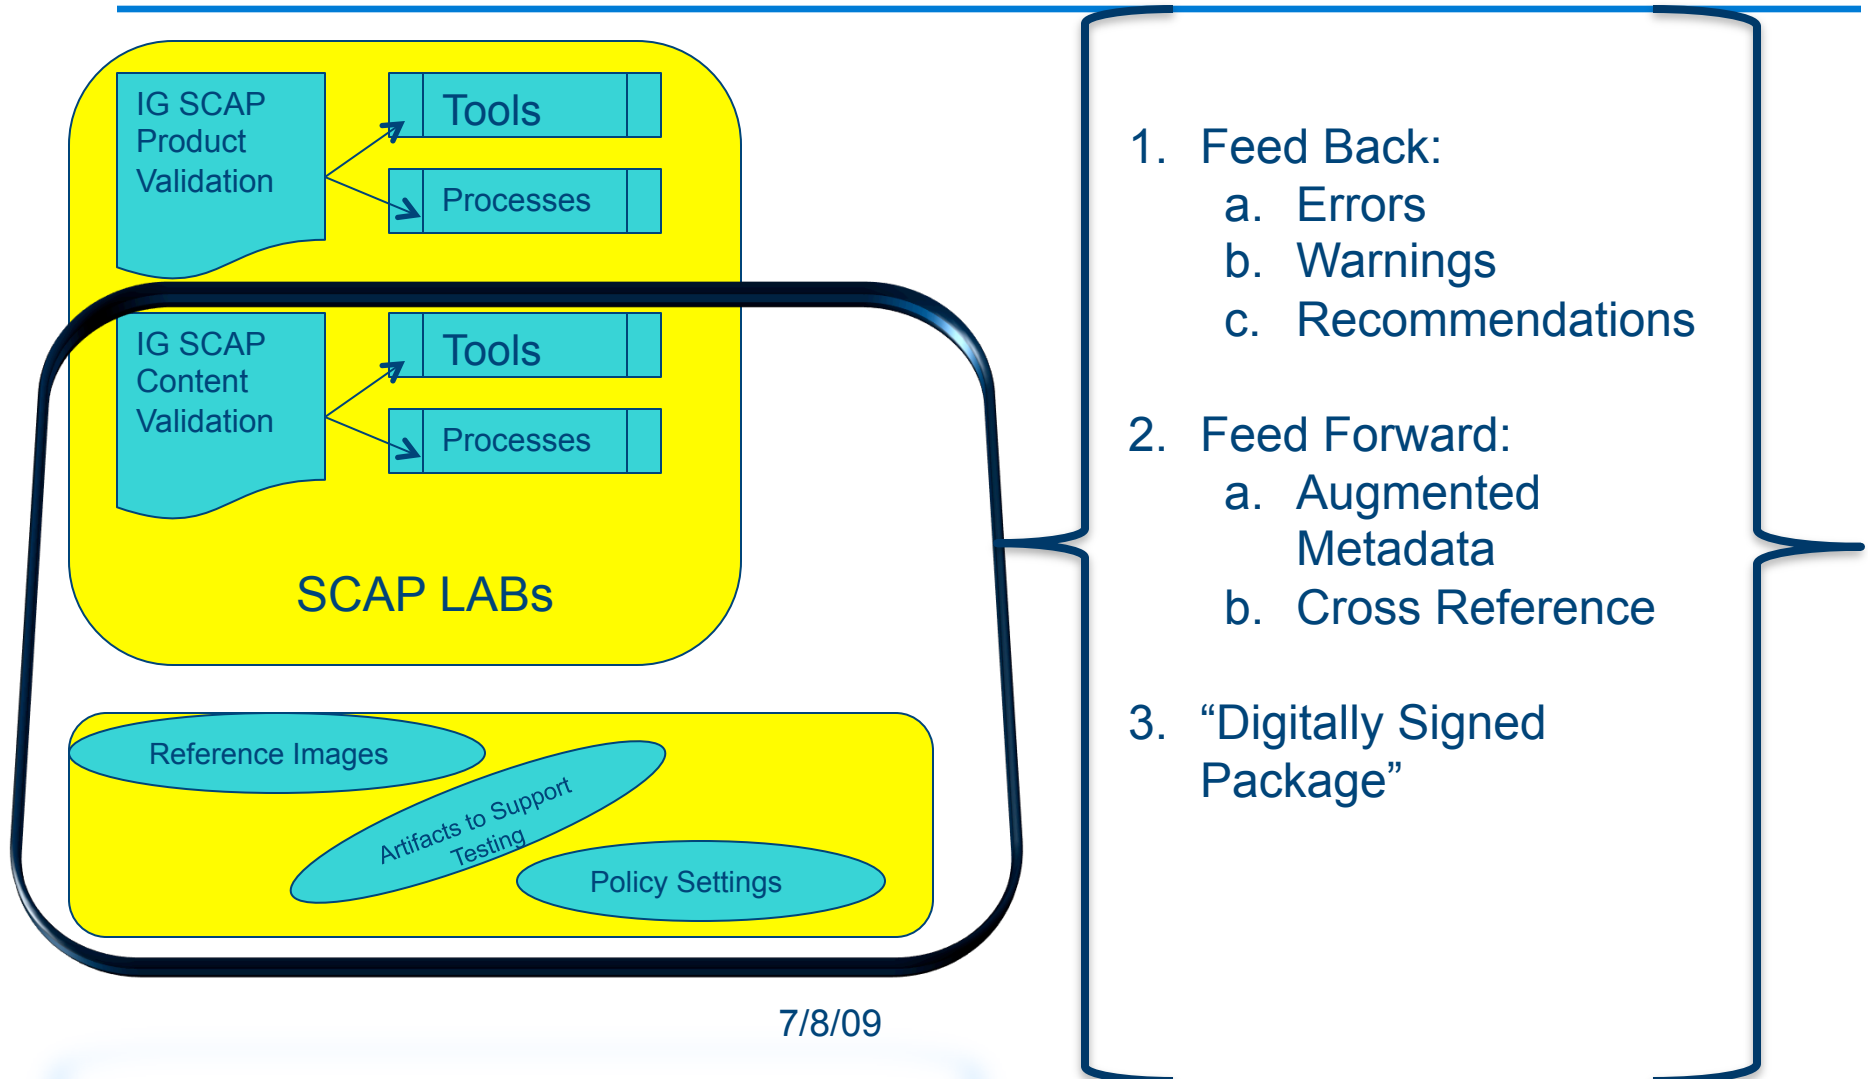 IG SCAP
Product
Validation
Tools
Processes
IG SCAP
Content
Validation
Tools
Processes
SCAP LABs
Reference Images
Artifacts to Support
Testing
Policy Settings
1. Feed Back:
a. Errors
b. Warnings
c. Recommendations
2. Feed Forward:
a. Augmented
Metadata
b. Cross Reference
3. “Digitally Signed
Package”
7/8/09